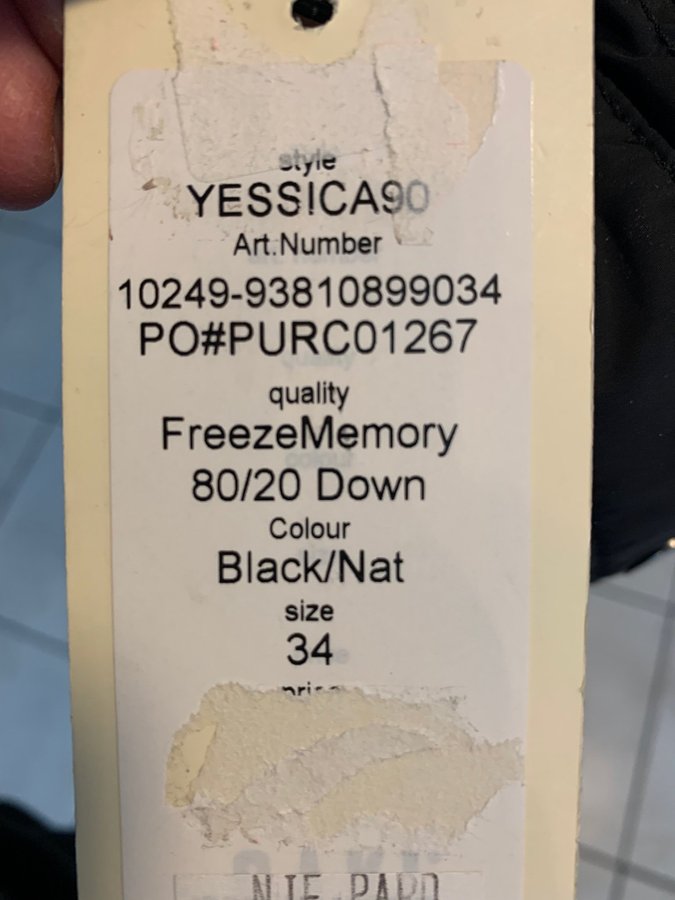 style
YESSICA90
Art.Number
10249-93810899034
PO#PURC01267
quality
FreezeMemory
80/20 Down
Colour
Black/Nat
size
34